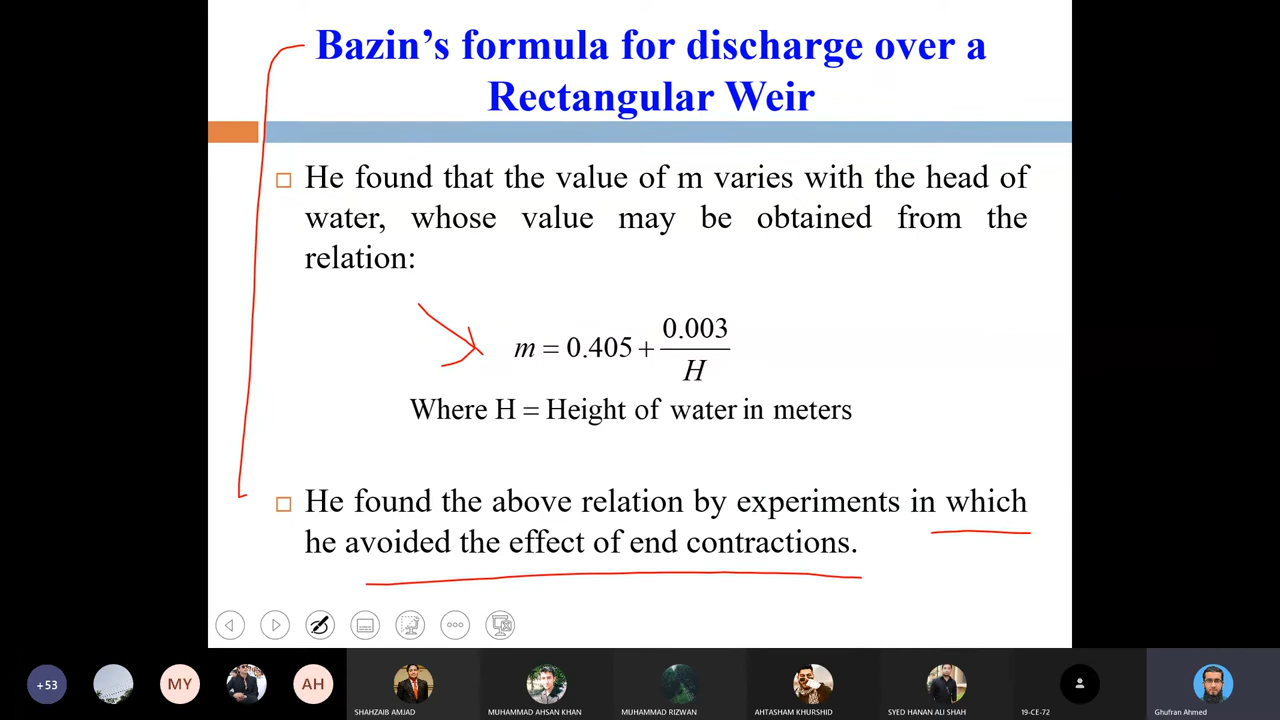 Bazin’s formula for discharge over a
Rectangular Weir
He found that the value of m varies with the head of
water, whose value may be obtained from the
relation:
m = 0.405 + 0.003 / H
Where H = Height of water in meters
He found the above relation by experiments in which
he avoided the effect of end contractions.
+53
MY
AH
SHAHZAIB AMJAD
MUHAMMAD AHSAN KHAN
MUHAMMAD RIZWAN
AHTASHAM KHURSHID
SYED HANAN ALI SHAH
19-CE-72
Ghufran Ahmed